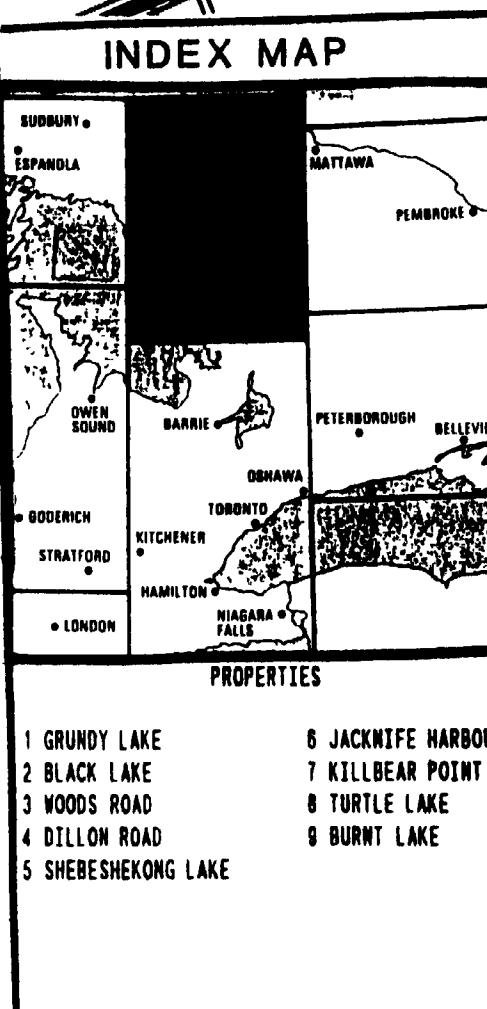 INDEX MAP
SUDBURY
ESPANOLA
MATTAWA
PEMBROKE
OWEN
SOUND
BARRIE
PETERBOROUGH
OSHAWA
TORONTO
GODERICH
KITCHENER
STRATFORD
HAMILTON
LONDON
NIAGARA
FALLS
PROPERTIES
1 GRUNDY LAKE
2 BLACK LAKE
3 WOODS ROAD
4 DILLON ROAD
5 SHEBESHEKONG LAKE
6 JACKNIFE
7 KILLBEAR POINT
8 TURTLE LAKE
9 BURNT LAKE